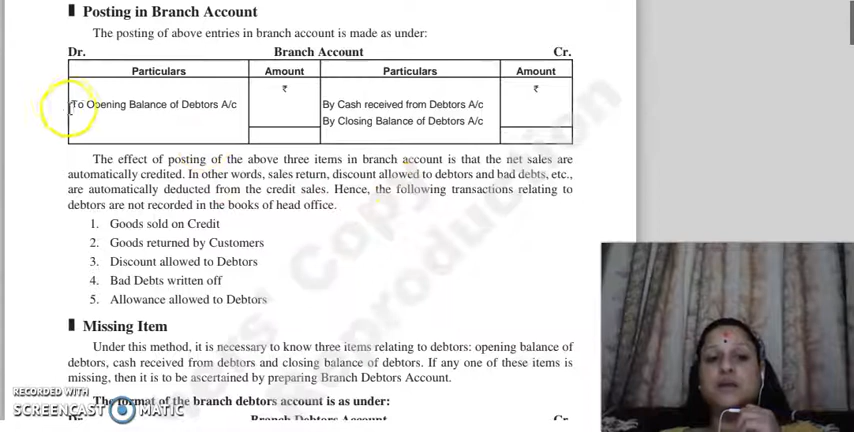 Posting in Branch Account
The posting of above entries in branch account is made as under:
Dr. Branch Account Cr.
Particulars Amount Particulars Amount
₹ ₹
To Opening Balance of Debtors A/c By Cash received from Debtors A/c
By Closing Balance of Debtors A/c
The effect of posting of the above three items in branch account is that the net sales are
automatically credited. In other words, sales return, discount allowed to debtors and bad debts, etc.,
are automatically deducted from the credit sales. Hence, the following transactions relating to
debtors are not recorded in the books of head office.
1. Goods sold on Credit
2. Goods returned by Customers
3. Discount allowed to Debtors
4. Bad Debts written off
5. Allowance allowed to Debtors
Missing Item
Under this method, it is necessary to know three items relating to debtors: opening balance of
debtors, cash received from debtors and closing balance of debtors. If any one of these items is
missing, then it is to be ascertained by preparing Branch Debtors Account.
The format of the branch debtors account is as under:
Dr. Branch Debtors Account Cr.
RECORDED WITH
SCREENCAST MATIC
Copy